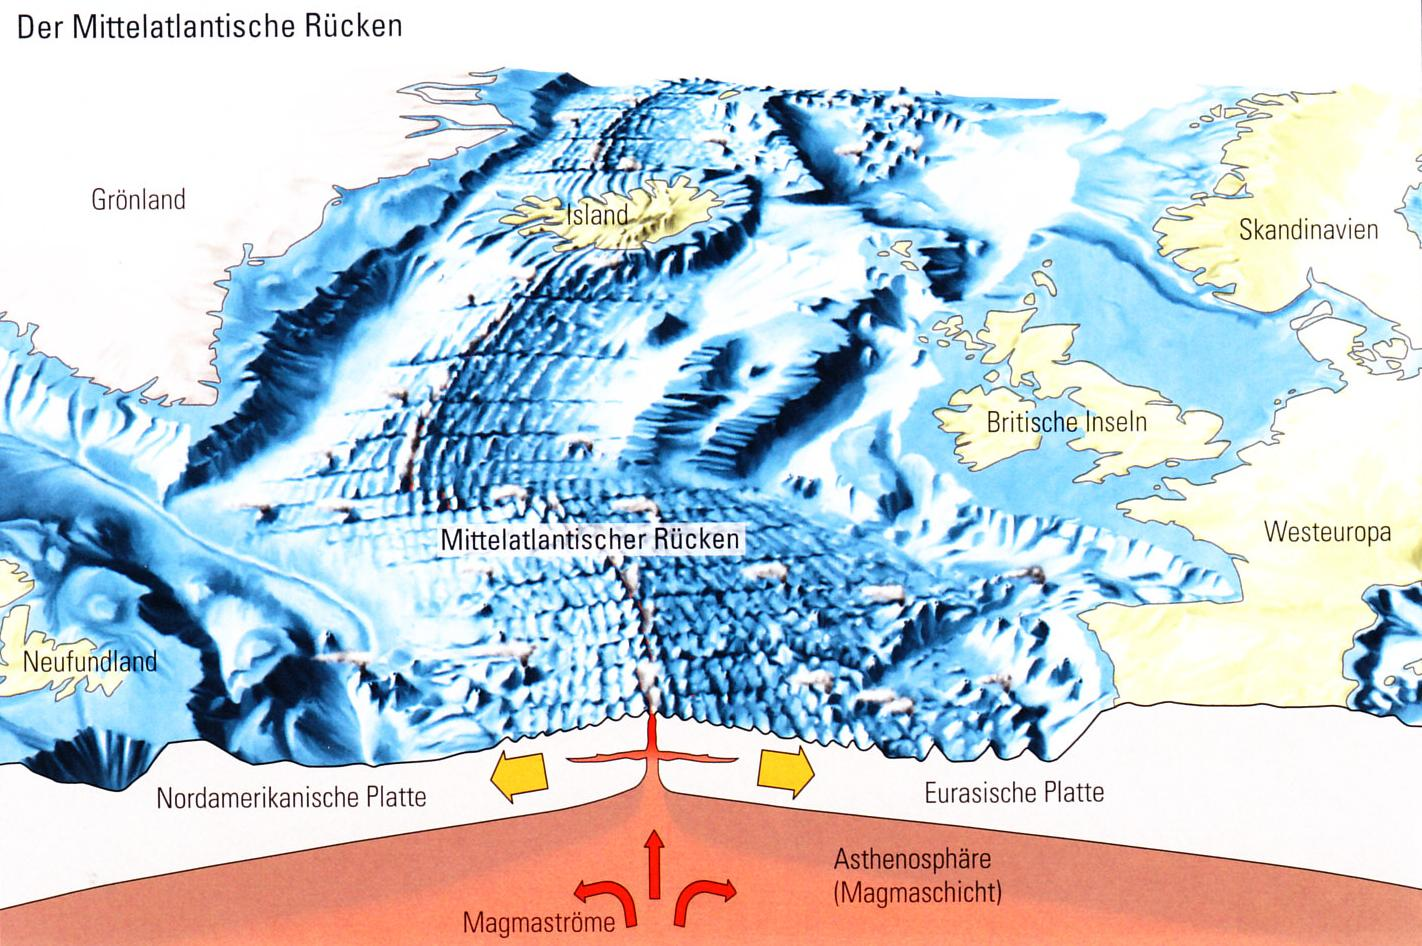 Der Mittelatlantische Rücken
Grönland
Island
Skandinavien
Britische Inseln
Westeuropa
Mittelatlantischer Rücken
Neufundland
Nordamerikanische Platte
Eurasische Platte
Asthenosphäre
(Magmaschicht)
Magmaströme